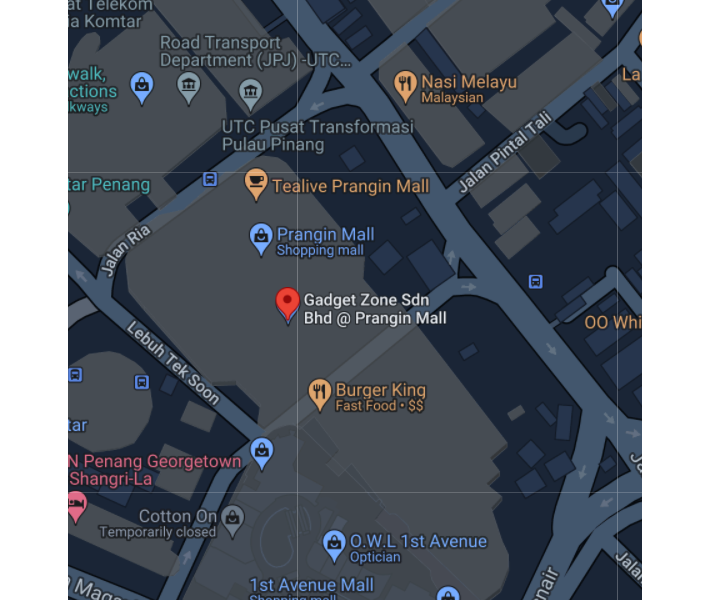 at Telekom
ia Komtar
Road Transport
Department (JPJ) -UTC...
walk,
ctions
kways
Nasi Melayu
Malaysian
La
UTC Pusat Transformasi
Pulau Pinang
Jalan Pintal Tali
tar Penang
Tealive Prangin Mall
Jalan Ria
Prangin Mall
Shopping mall
Gadget Zone Sdn
Bhd @ Prangin Mall
OO Whi
Lebuh Tek Soon
Burger King
Fast Food • $$
tar
N Penang Georgetown
Shangri-La
Cotton On
Temporarily closed
O.W.L 1st Avenue
Optician
Jalan
1st Avenue Mall
Shopping mall
Maga
nair